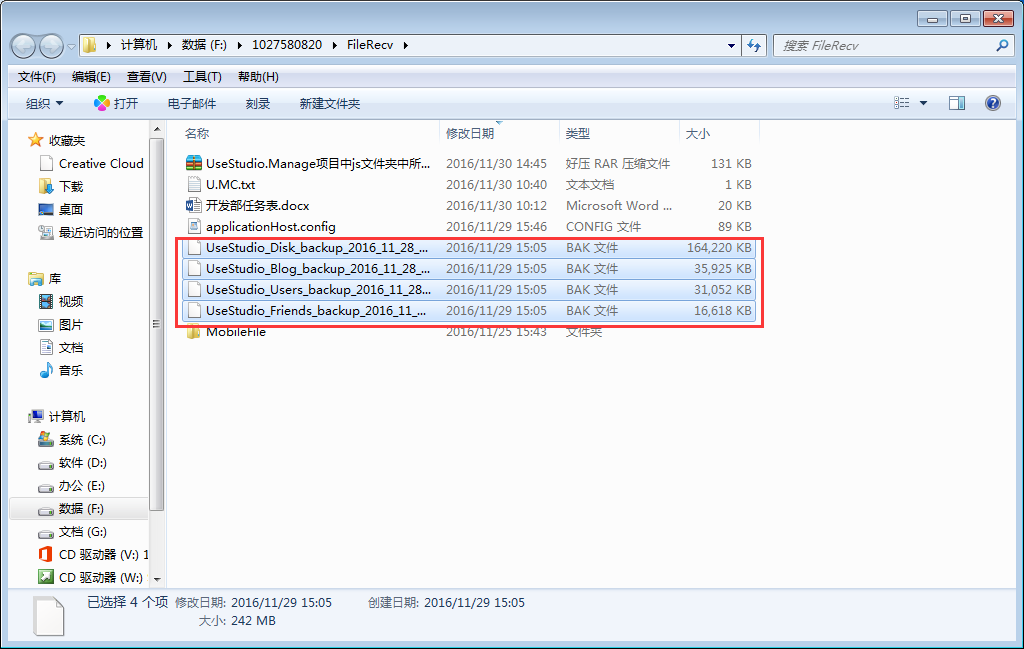 计算机 数据 (F:) 1027580820 FileRecv 搜索 FileRecv
文件(F) 编辑(E) 查看(V) 工具(T) 帮助(H)
组织 打开 电子邮件 刻录 新建文件夹
收藏夹
Creative Cloud
下载
桌面
最近访问的位置
库
视频
图片
文档
音乐
计算机
系统 (C:)
软件 (D:)
办公 (E:)
数据 (F:)
文档 (G:)
CD 驱动器 (V:) 1
CD 驱动器 (W:)
名称 修改日期 类型 大小
UseStudio.Manage项目中js文件夹中所... 2016/11/30 14:45 好压 RAR 压缩文件 131 KB
U.MC.txt 2016/11/30 10:40 文本文档 1 KB
开发部任务表.docx 2016/11/30 10:12 Microsoft Word ... 20 KB
applicationHost.config 2016/11/29 15:46 CONFIG 文件 89 KB
UseStudio_Disk_backup_2016_11_28_... 2016/11/29 15:05 BAK 文件 164,220 KB
UseStudio_Blog_backup_2016_11_28_... 2016/11/29 15:05 BAK 文件 35,925 KB
UseStudio_Users_backup_2016_11_28... 2016/11/29 15:05 BAK 文件 31,052 KB
UseStudio_Friends_backup_2016_11_... 2016/11/29 15:05 BAK 文件 16,618 KB
MobileFile 2016/11/25 15:43 文件夹
已选择 4 个项 修改日期: 2016/11/29 15:05 创建日期: 2016/11/29 15:05
大小: 242 MB